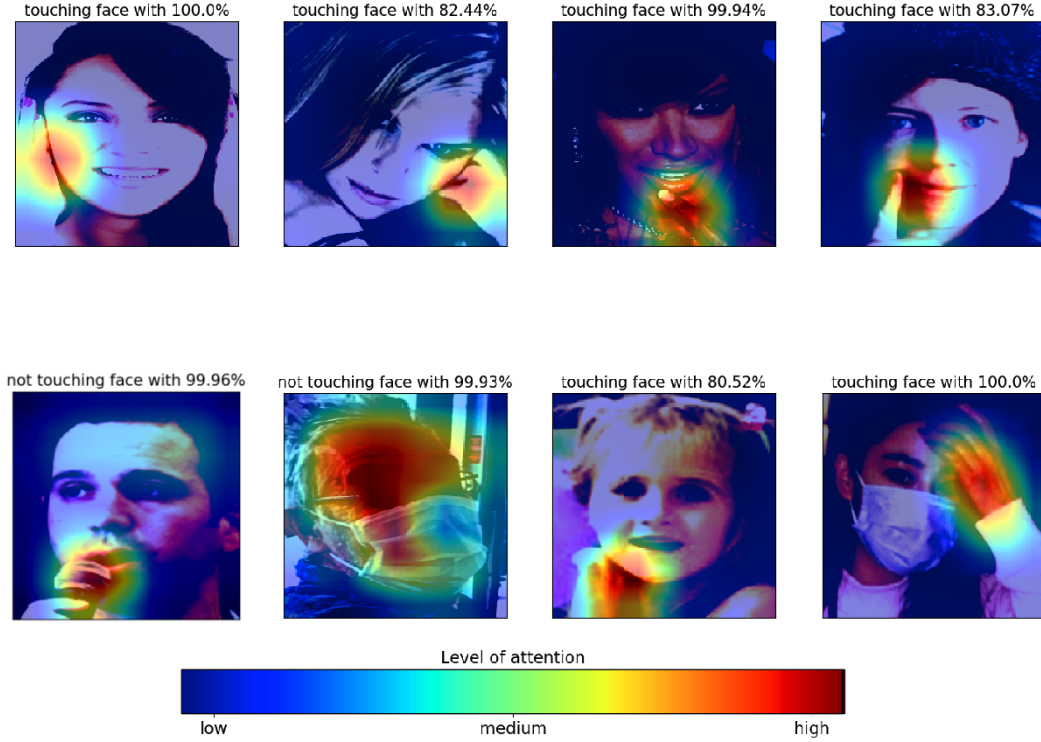 touching face with 100.0%
touching face with 82.44%
touching face with 99.94%
touching face with 83.07%
not touching face with 99.96%
not touching face with 99.93%
touching face with 80.52%
touching face with 100.0%
Level of attention
low
medium
high